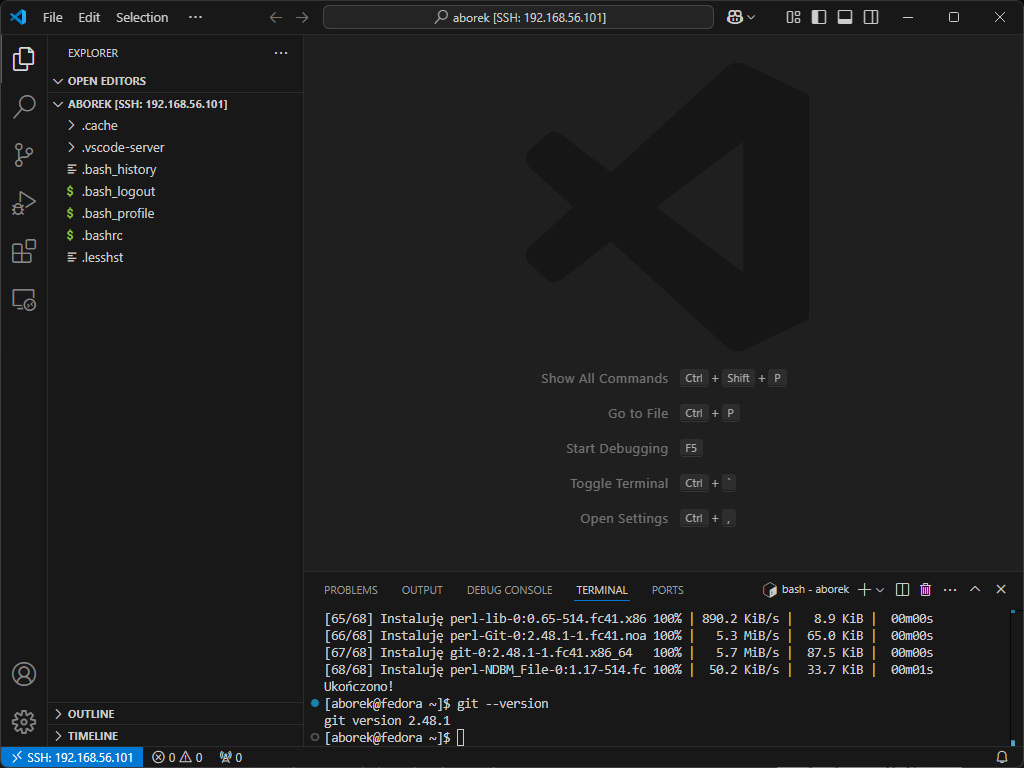 File Edit Selection ··· aborek [SSH: 192.168.56.101]
EXPLORER ···
OPEN EDITORS
ABOREK [SSH: 192.168.56.101]
.cache
.vscode-server
.bash_history
$ .bash_logout
$ .bash_profile
$ .bashrc
.lesshst
OUTLINE
TIMELINE
Show All Commands Ctrl + Shift + P
Go to File Ctrl + P
Start Debugging F5
Toggle Terminal Ctrl + `
Open Settings Ctrl + ,
PROBLEMS OUTPUT DEBUG CONSOLE TERMINAL PORTS bash - aborek ···
[65/68] Instaluję perl-lib-0:0.65-514.fc41.x86 100% | 890.2 KiB/s | 8.9 KiB | 00m00s
[66/68] Instaluję perl-Git-0:2.48.1-1.fc41.noa 100% | 5.3 MiB/s | 65.0 KiB | 00m00s
[67/68] Instaluję git-0:2.48.1-1.fc41.x86_64 100% | 5.7 MiB/s | 87.5 KiB | 00m00s
[68/68] Instaluję perl-NDBM_File-0:1.17-514.fc 100% | 50.2 KiB/s | 33.7 KiB | 00m01s
Ukończono!
[aborek@fedora ~]$ git --version
git version 2.48.1
[aborek@fedora ~]$
SSH: 192.168.56.101 0 0 0